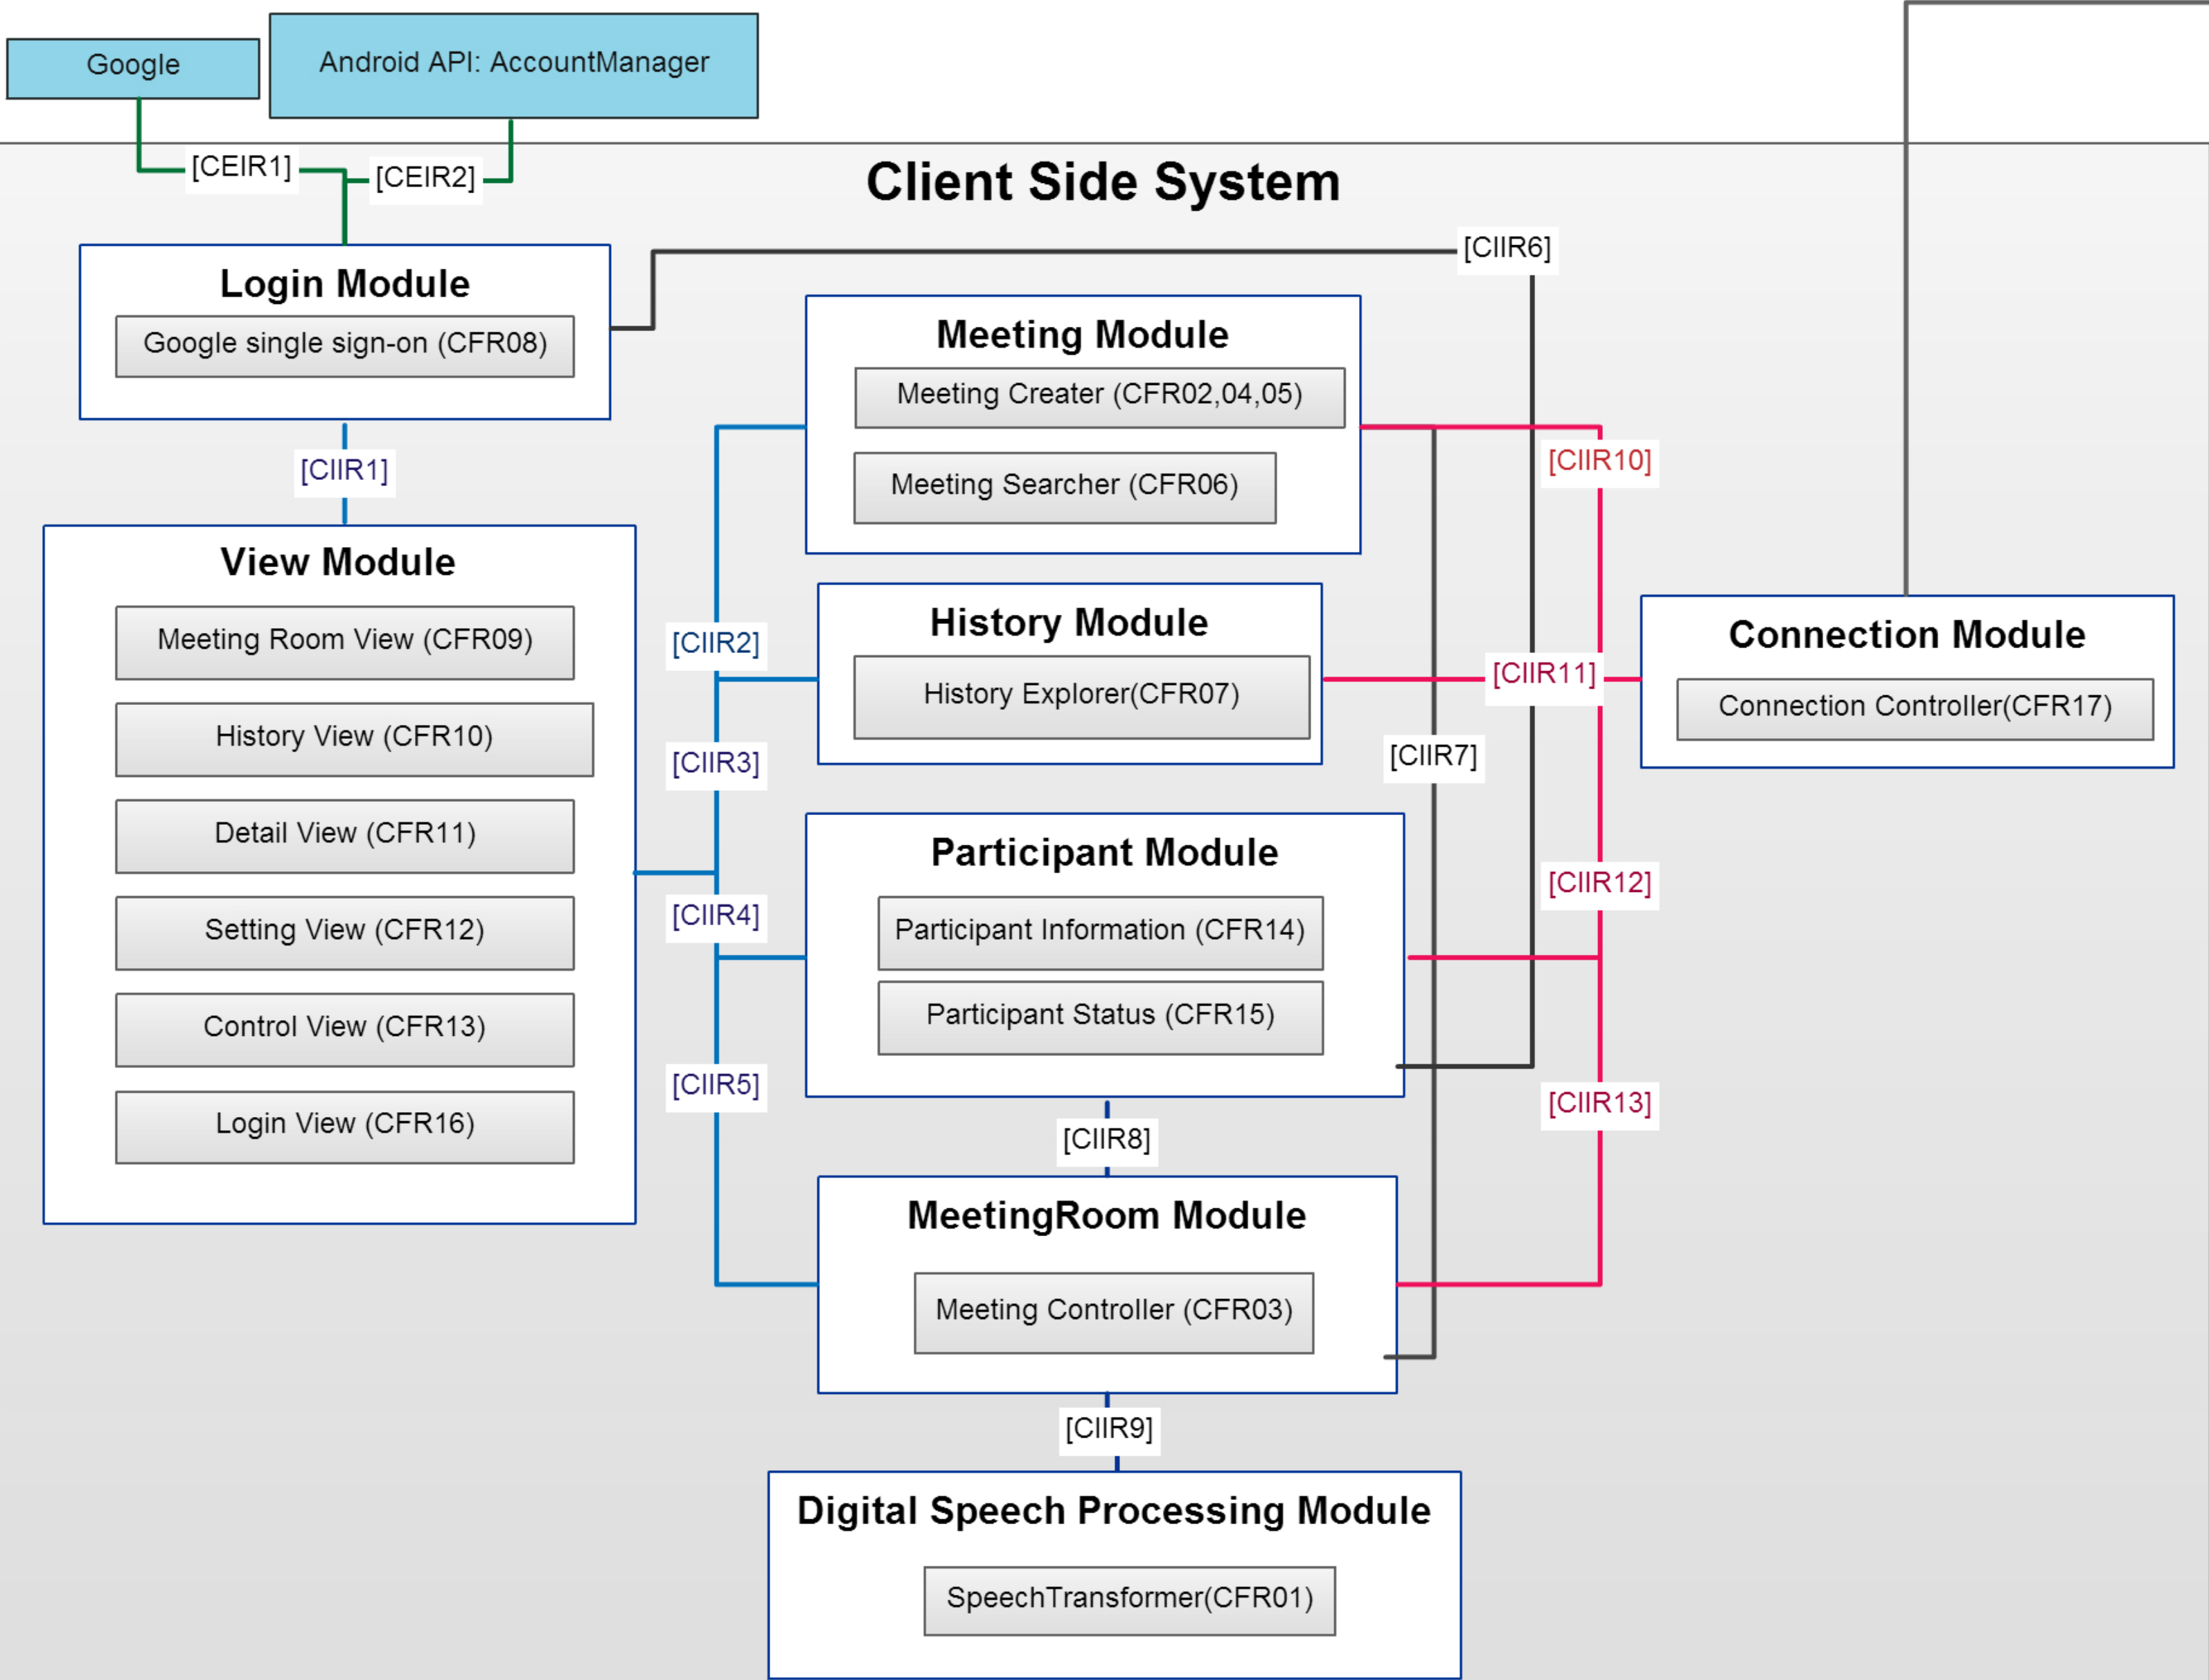 Google
Android API: AccountManager
[CEIR1]
[CEIR2]
Client Side System
[CIIR6]
Login Module
Google single sign-on (CFR08)
[CIIR1]
View Module
Meeting Room View (CFR09)
History View (CFR10)
Detail View (CFR11)
Setting View (CFR12)
Control View (CFR13)
Login View (CFR16)
[CIIR2]
[CIIR3]
[CIIR4]
[CIIR5]
Meeting Module
Meeting Creater (CFR02,04,05)
Meeting Searcher (CFR06)
History Module
History Explorer(CFR07)
Participant Module
Participant Information (CFR14)
Participant Status (CFR15)
[CIIR8]
MeetingRoom Module
Meeting Controller (CFR03)
[CIIR9]
Digital Speech Processing Module
SpeechTransformer(CFR01)
[CIIR7]
[CIIR10]
[CIIR11]
[CIIR12]
[CIIR13]
Connection Module
Connection Controller(CFR17)